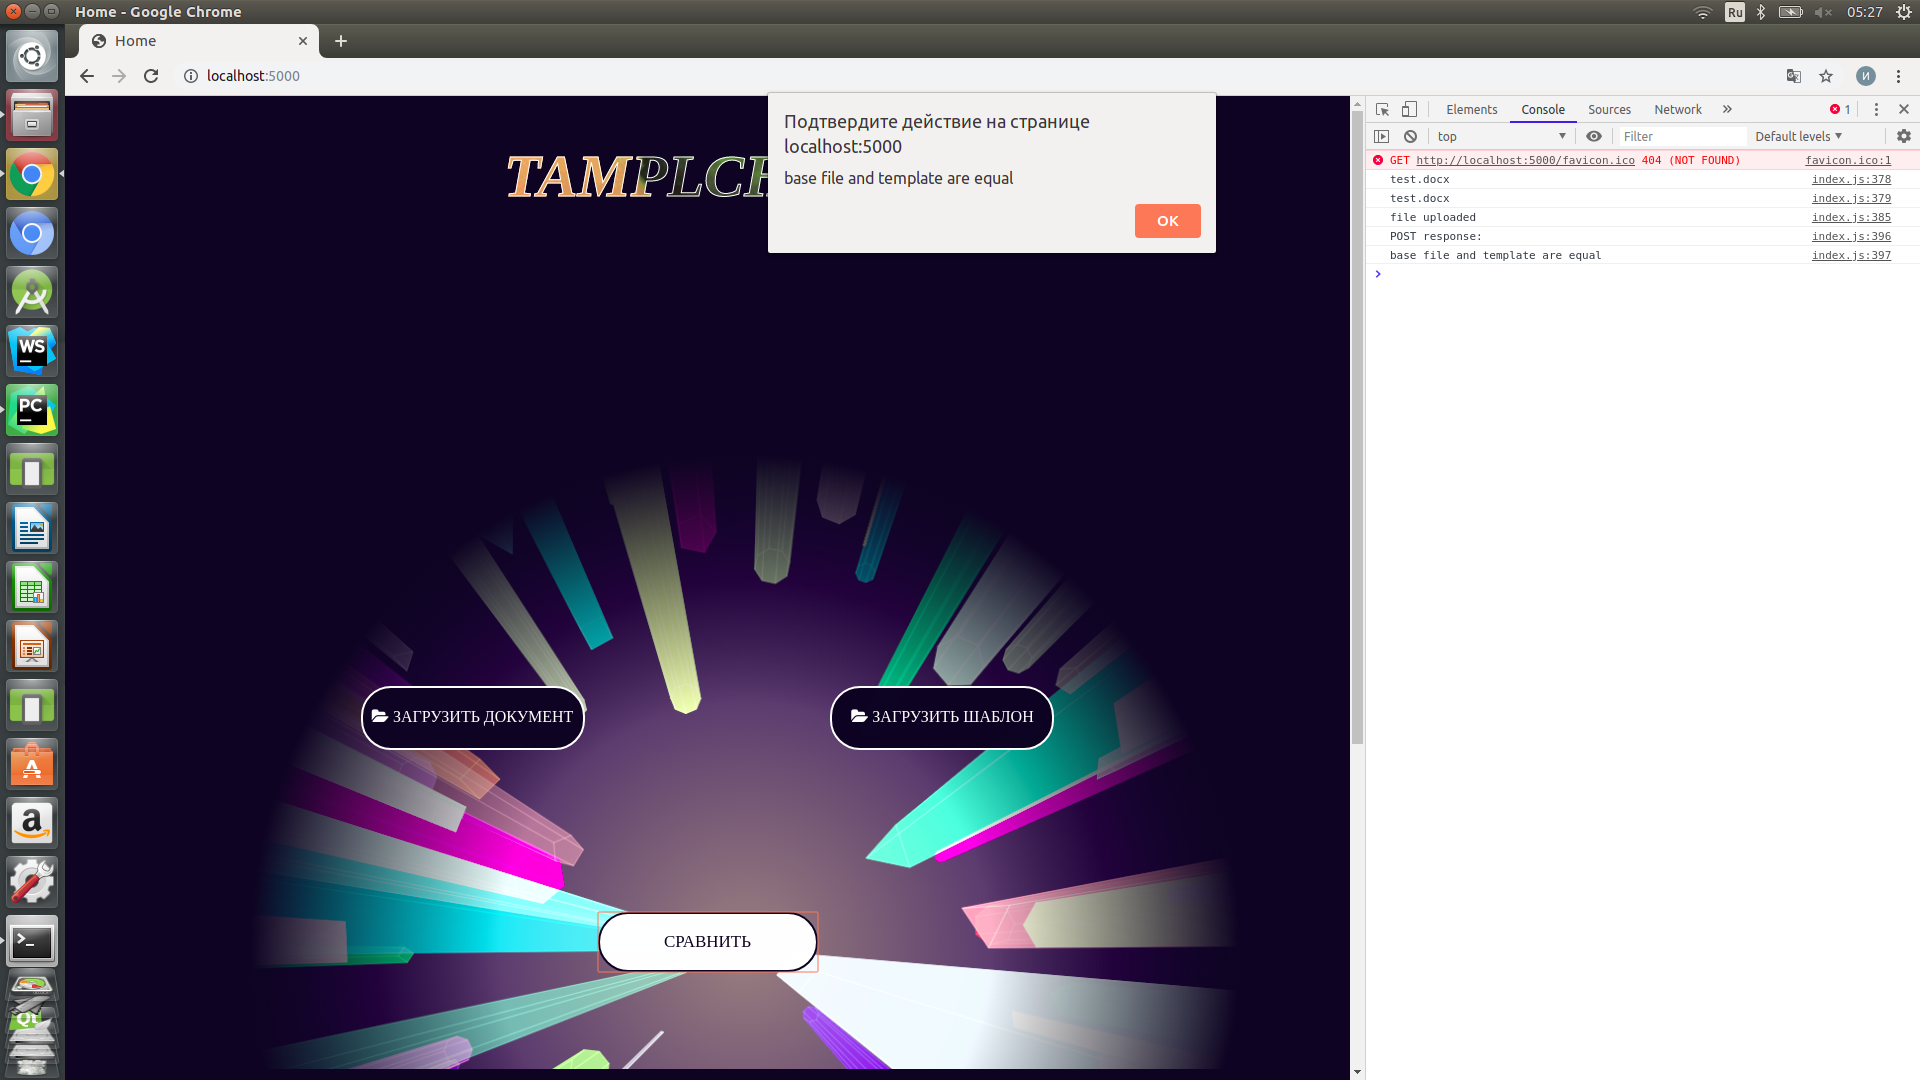 Home - Google Chrome
Ru
05:27
Home
localhost:5000
И
Подтвердите действие на странице
localhost:5000
base file and template are equal
OK
TAMPLCH
ЗАГРУЗИТЬ ДОКУМЕНТ
ЗАГРУЗИТЬ ШАБЛОН
СРАВНИТЬ
Elements Console Sources Network » 1
top Filter Default levels
GET http://localhost:5000/favicon.ico 404 (NOT FOUND) favicon.ico:1
test.docx index.js:378
test.docx index.js:379
file uploaded index.js:385
POST response: index.js:396
base file and template are equal index.js:397
WS
PC
a
Qt